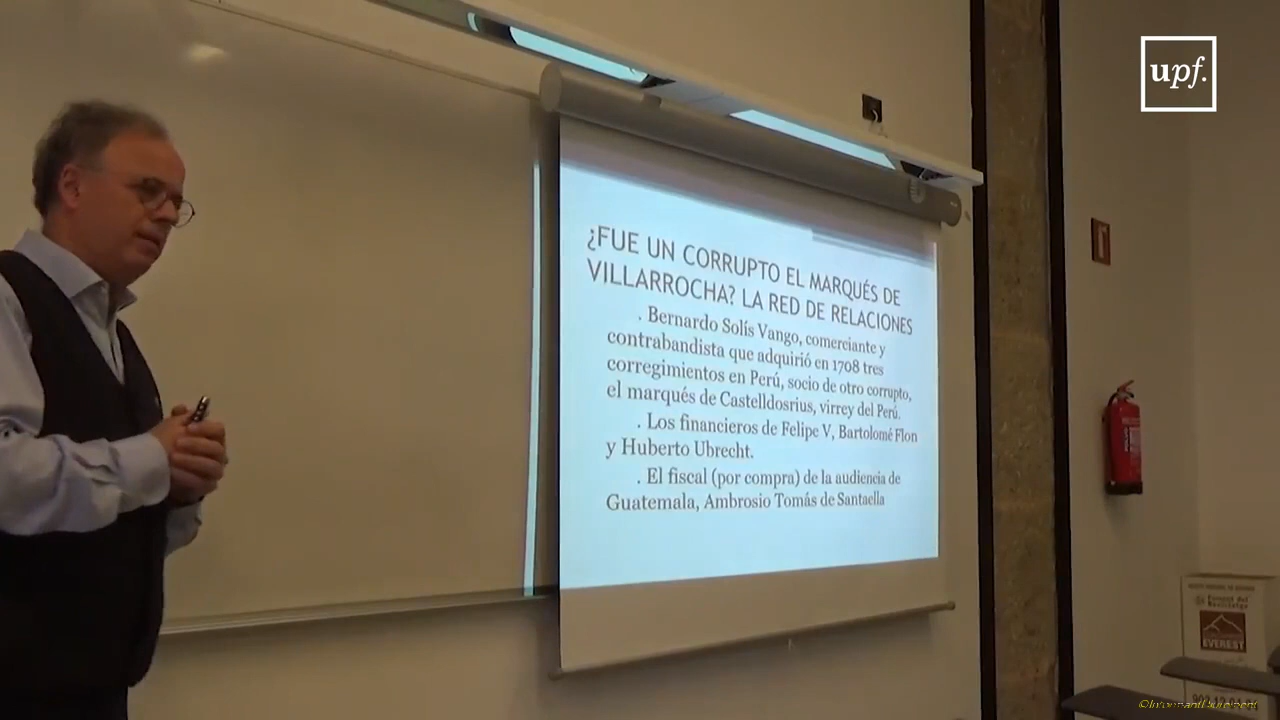 upf.
¿FUE UN CORRUPTO EL MARQUÉS DE
VILLARROCHA? LA RED DE RELACIONES
. Bernardo Solís Vango, comerciante y
contrabandista que adquirió en 1708 tres
corregimientos en Perú, socio de otro corrupto,
el marqués de Castelldosrius, virrey del Perú.
. Los financieros de Felipe V, Bartolomé Flon
y Huberto Ubrecht.
. El fiscal (por compra) de la audiencia de
Guatemala, Ambrosio Tomás de Santaella
EVEREST